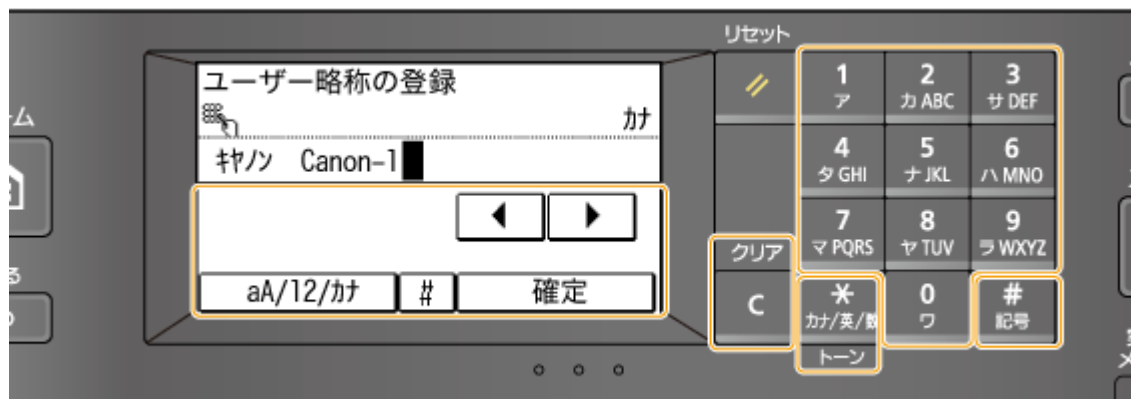 リセット
ユーザー略称の登録
カナ
キヤノン Canon-1
aA/12/カナ # 確定
1 2 3
ア カ ABC サ DEF
4 5 6
タ GHI ナ JKL ハ MNO
7 8 9
マ PQRS ヤ TUV ラ WXYZ
クリア
C * 0 #
カナ/英/数 ワ 記号
トーン
ーム
る